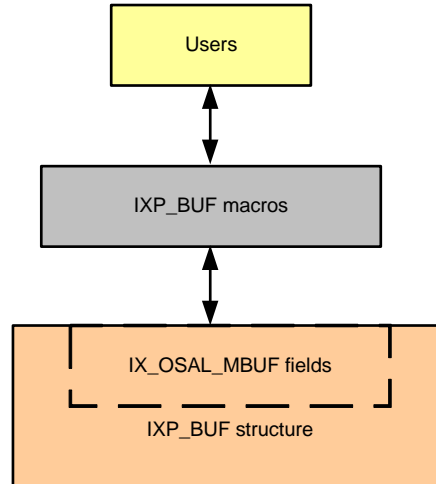 Users
IXP_BUF macros
IX_OSAL_MBUF fields
IXP_BUF structure